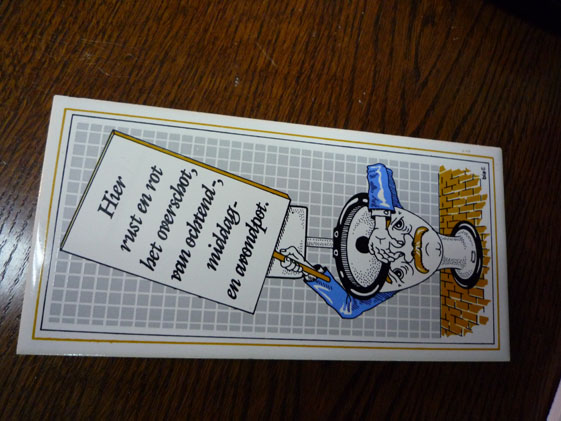 Hier
rust en rot
het overschot,
van ochtend-,
middag-
en avondpot.